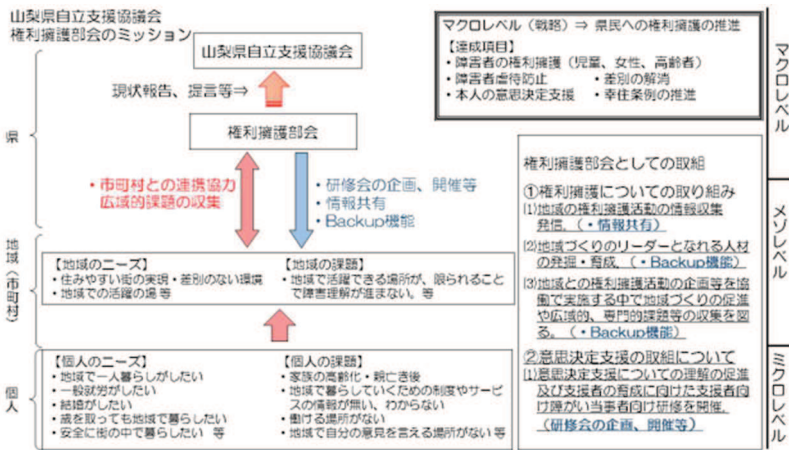 山梨県自立支援協議会
権利擁護部会のミッション
山梨県自立支援協議会
現状報告、提言等⇒
権利擁護部会
・市町村との連携協力
広域的課題の収集
・研修会の企画、開催等
・情報共有
・Backup機能
県
地域(市町村)
個人
【地域のニーズ】
・住みやすい街の実現・差別のない環境
・地域での活躍の場 等
【地域の課題】
・地域で活躍できる場所が、限られること
で障害理解が進まない。等
【個人のニーズ】
・地域で一人暮らしがしたい
・一般就労がしたい
・結婚がしたい
・歳を取っても地域で暮らしたい
・安全に街の中で暮らしたい 等
【個人の課題】
・家族の高齢化・親亡き後
・地域で暮らしていくための制度やサービ
スの情報が無い、わからない
・働ける場所がない
・地域で自分の意見を言える場所がない 等
マクロレベル(戦略)⇒ 県民への権利擁護の推進
【達成項目】
・障害者の権利擁護(児童、女性、高齢者)
・障害者虐待防止 ・差別の解消
・本人の意思決定支援 ・幸住条例の推進
権利擁護部会としての取組
①権利擁護についての取り組み
(1)地域の権利擁護活動の情報収集
発信。(・情報共有)
(2)地域づくりのリーダーとなれる人材
の発掘・育成。(・Backup機能)
(3)地域との権利擁護活動の企画等を協
働で実施する中で地域づくりの促進
や広域的、専門的課題等の収集を図
る。(・Backup機能)
②意思決定支援の取組について
(1)意思決定支援についての理解の促進
及び支援者の育成に向けた支援者向
け障がい当事者向け研修を開催。
(研修会の企画、開催等)
マクロレベル
メゾレベル
ミクロレベル